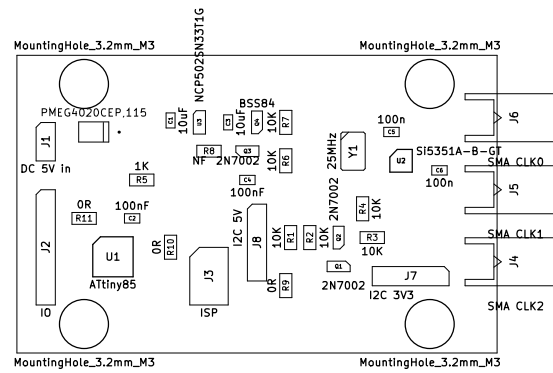 MountingHole_3.2mm_M3
MountingHole_3.2mm_M3
NCP502SN33T1G
PMEG4020CEP,115
BSS84
J1
C1
10uF
U3
C3
10uF
Q4
10K
R7
100n
C5
J6
DC 5V in
R8
NF
2N7002
Q3
10K
R6
25MHz
Y1
U2
Si5351A-B-GT
SMA CLK0
1K
R5
C4
100nF
C6
100n
J5
0R
R11
100nF
C2
2N7002
R4
10K
J2
U1
ATtiny85
0R
R10
J3
ISP
I2C 5V
J8
10K
R1
R2
10K
Q2
R3
10K
SMA CLK1
J4
Q1
2N7002
0R
R9
J7
I2C 3V3
IO
SMA CLK2
MountingHole_3.2mm_M3
MountingHole_3.2mm_M3